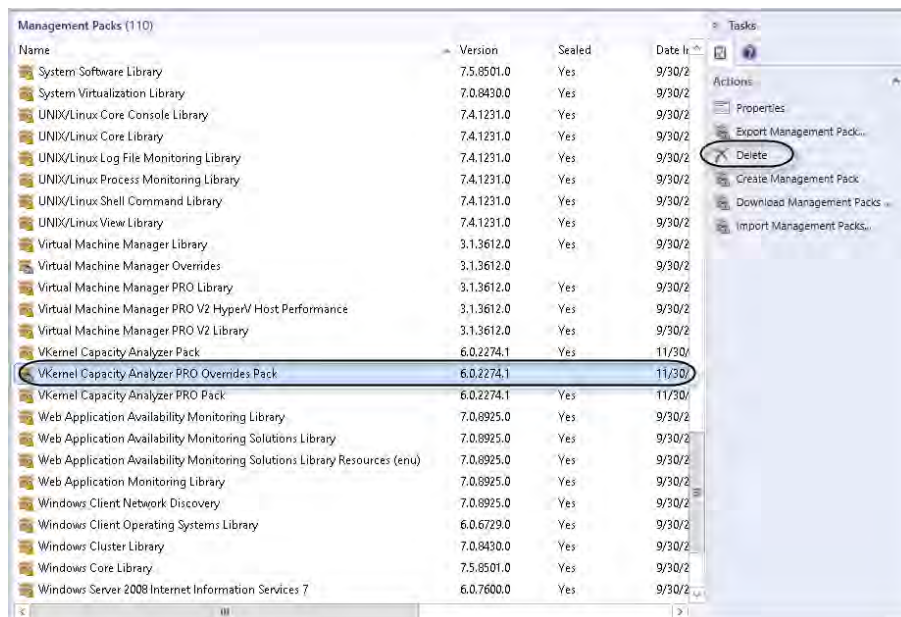 Management Packs (110)
Name Version Sealed Date Ir
System Software Library 7.5.8501.0 Yes 9/30/2
System Virtualization Library 7.0.8430.0 Yes 9/30/2
UNIX/Linux Core Console Library 7.4.1231.0 Yes 9/30/2
UNIX/Linux Core Library 7.4.1231.0 Yes 9/30/2
UNIX/Linux Log File Monitoring Library 7.4.1231.0 Yes 9/30/2
UNIX/Linux Process Monitoring Library 7.4.1231.0 Yes 9/30/2
UNIX/Linux Shell Command Library 7.4.1231.0 Yes 9/30/2
UNIX/Linux View Library 7.4.1231.0 Yes 9/30/2
Virtual Machine Manager Library 3.1.3612.0 Yes 9/30/2
Virtual Machine Manager Overrides 3.1.3612.0 9/30/2
Virtual Machine Manager PRO Library 3.1.3612.0 Yes 9/30/2
Virtual Machine Manager PRO V2 HyperV Host Performance 3.1.3612.0 Yes 9/30/2
Virtual Machine Manager PRO V2 Library 3.1.3612.0 Yes 9/30/2
VKernel Capacity Analyzer Pack 6.0.2274.1 Yes 11/30/
VKernel Capacity Analyzer PRO Overrides Pack 6.0.2274.1 11/30/
VKernel Capacity Analyzer PRO Pack 6.0.2274.1 Yes 11/30/
Web Application Availability Monitoring Library 7.0.8925.0 Yes 9/30/2
Web Application Availability Monitoring Solutions Library 7.0.8925.0 Yes 9/30/2
Web Application Availability Monitoring Solutions Library Resources (enu) 7.0.8925.0 Yes 9/30/2
Web Application Monitoring Library 7.0.8925.0 Yes 9/30/2
Windows Client Network Discovery 7.0.8925.0 Yes 9/30/2
Windows Client Operating Systems Library 6.0.6729.0 Yes 9/30/2
Windows Cluster Library 7.0.8430.0 Yes 9/30/2
Windows Core Library 7.5.8501.0 Yes 9/30/2
Windows Server 2008 Internet Information Services 7 6.0.7600.0 Yes 9/30/2
Tasks
Actions
Properties
Export Management Pack...
Delete
Create Management Pack
Download Management Packs ...
Import Management Packs...